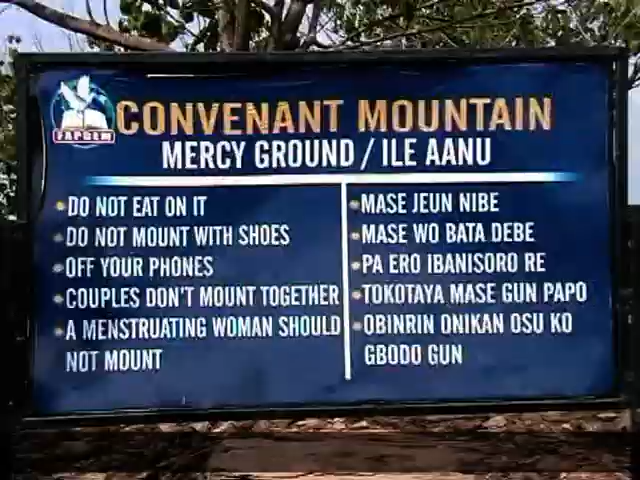 FAPGEM
CONVENANT MOUNTAIN
MERCY GROUND / ILE AANU
DO NOT EAT ON IT
DO NOT MOUNT WITH SHOES
OFF YOUR PHONES
COUPLES DON'T MOUNT TOGETHER
A MENSTRUATING WOMAN SHOULD
NOT MOUNT
MASE JEUN NIBE
MASE WO BATA DEBE
PA ERO IBANISORO RE
TOKOTAYA MASE GUN PAPO
OBINRIN ONIKAN OSU KO
GBODO GUN